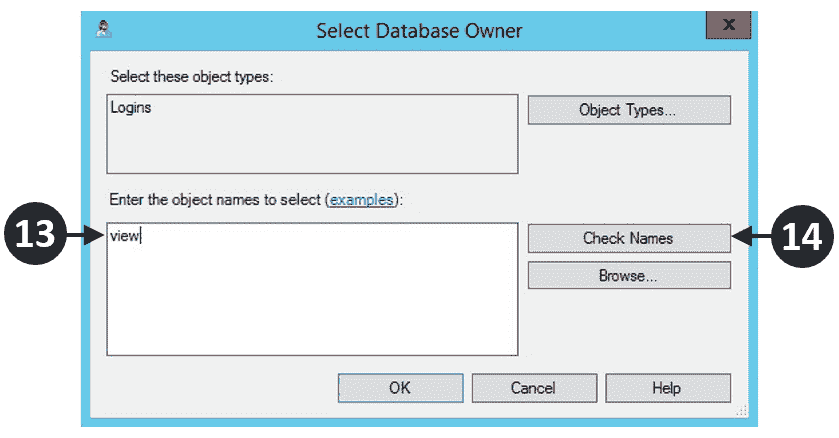 Select Database Owner
x
Select these object types:
Logins
Object Types...
Enter the object names to select (examples):
13
view
Check Names
14
Browse...
OK
Cancel
Help